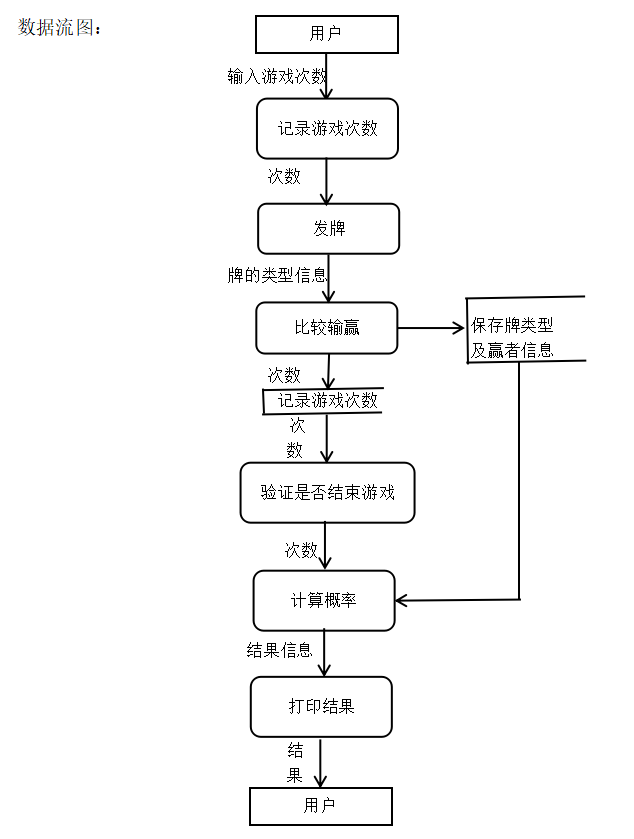 数据流图：
用户
输入游戏次数
记录游戏次数
次数
发牌
牌的类型信息
比较输赢
保存牌类型
及赢者信息
次数
记录游戏次数
次
数
验证是否结束游戏
次数
计算概率
结果信息
打印结果
结
果
用户